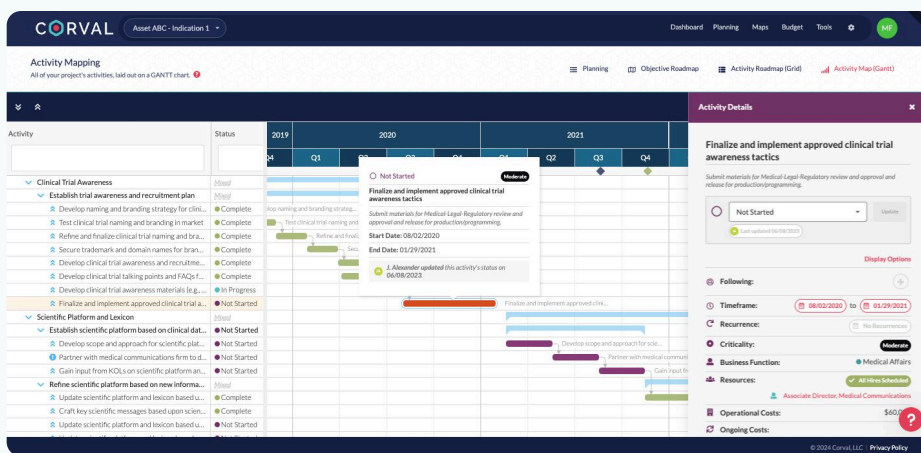 CORVAL
Asset ABC - Indication 1
Dashboard Planning Maps Budget Tools
MF
Activity Mapping
All of your project's activities, laid out on a GANTT chart.
Planning
Objective Roadmap
Activity Roadmap (Grid)
Activity Map (Gantt)
Activity Status
2019 2020 2021
Q4 Q1 Q4 Q2 Q3 Q4
Clinical Trial Awareness Mixed
Establish trial awareness and recruitment plan Mixed
Develop naming and branding strategy for clini... Complete
Test clinical trial naming and branding in market Complete
Refine and finalize clinical trial naming and bra... Complete
Secure trademark and domain names for bran... Complete
Develop clinical trial awareness and recruitme... Complete
Develop clinical trial talking points and FAQs f... Complete
Develop clinical trial awareness materials (e.g., ... In Progress
Finalize and implement approved clinical trial a... Not Started
Finalize and implement approved clini...
Scientific Platform and Lexicon Mixed
Establish scientific platform based on clinical dat... Not Started
Develop scope and approach for scientific plat... Not Started
Develop scope and approach for scie...
Partner with medical communications firm to d... Not Started
Partner with medical communi
Gain input from KOLs on scientific platform an... Not Started
Gain input fr
Refine scientific platform based on new informa... Mixed
Update scientific platform and lexicon based u... Complete
Craft key scientific messages based upon scien... Complete
Update scientific platform and lexicon based u... Not Started
Not Started
Moderate
Finalize and implement approved clinical trial
awareness tactics
Submit materials for Medical-Legal-Regulatory review and
approval and release for production/programming.
Start Date: 08/02/2020
End Date: 01/29/2021
J. Alexander updated this activity's status on
06/08/2023.
Activity Details
Finalize and implement approved clinical trial
awareness tactics
Submit materials for Medical-Legal-Regulatory review and approval and
release for production/programming.
Not Started
Update
Last updated 06/08/2023
Display Options
Following:
Timeframe: 08/02/2020 to 01/29/2021
Recurrence: No Recurrences
Criticality: Moderate
Business Function: Medical Affairs
Resources: All Hires Scheduled
Associate Director, Medical Communications
Operational Costs:
Ongoing Costs:
?
© 2024 Corval, LLC | Privacy Policy